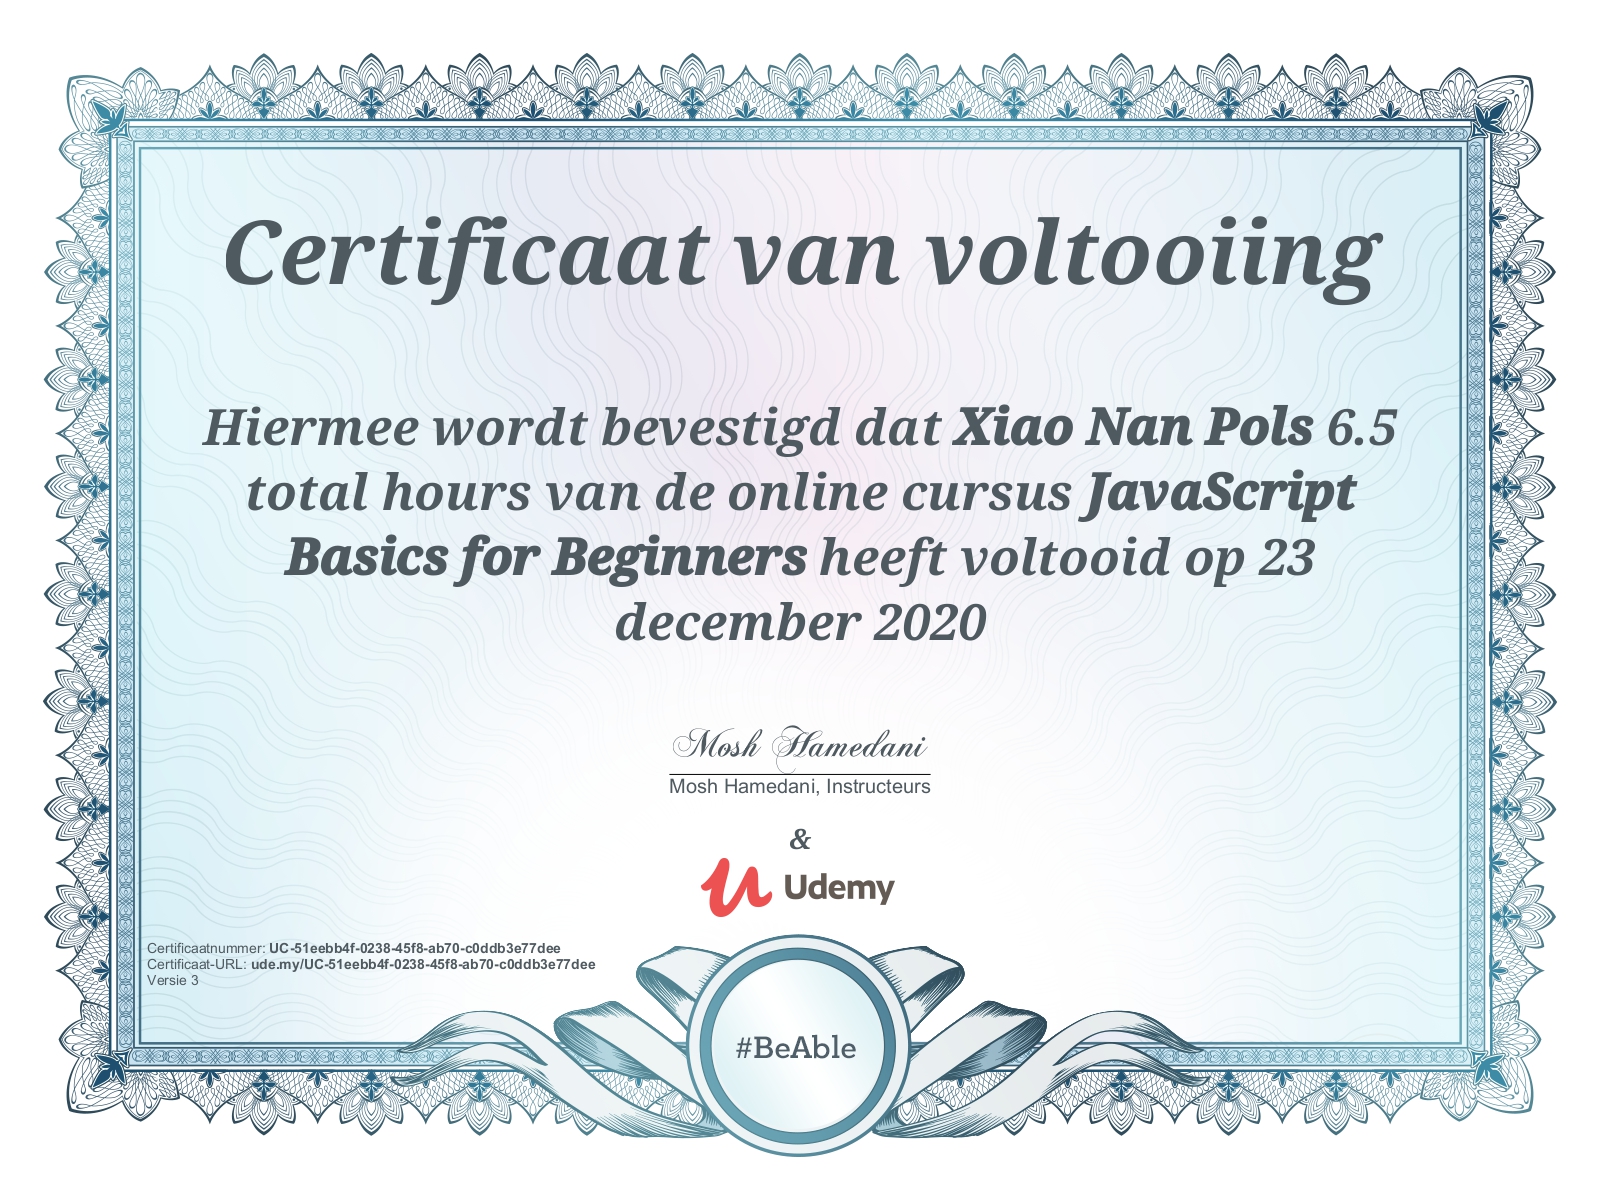 Certificaat van voltooiing
Hiermee wordt bevestigd dat Xiao Nan Pols 6.5
total hours van de online cursus JavaScript
Basics for Beginners heeft voltooid op 23
december 2020
Mosh Hamedani
Mosh Hamedani, Instructeurs
&
Udemy
Certificaatnummer: UC-51eebb4f-0238-45f8-ab70-c0ddb3e77dee
Certificaat-URL: ude.my/UC-51eebb4f-0238-45f8-ab70-c0ddb3e77dee
Versie 3
#BeAble